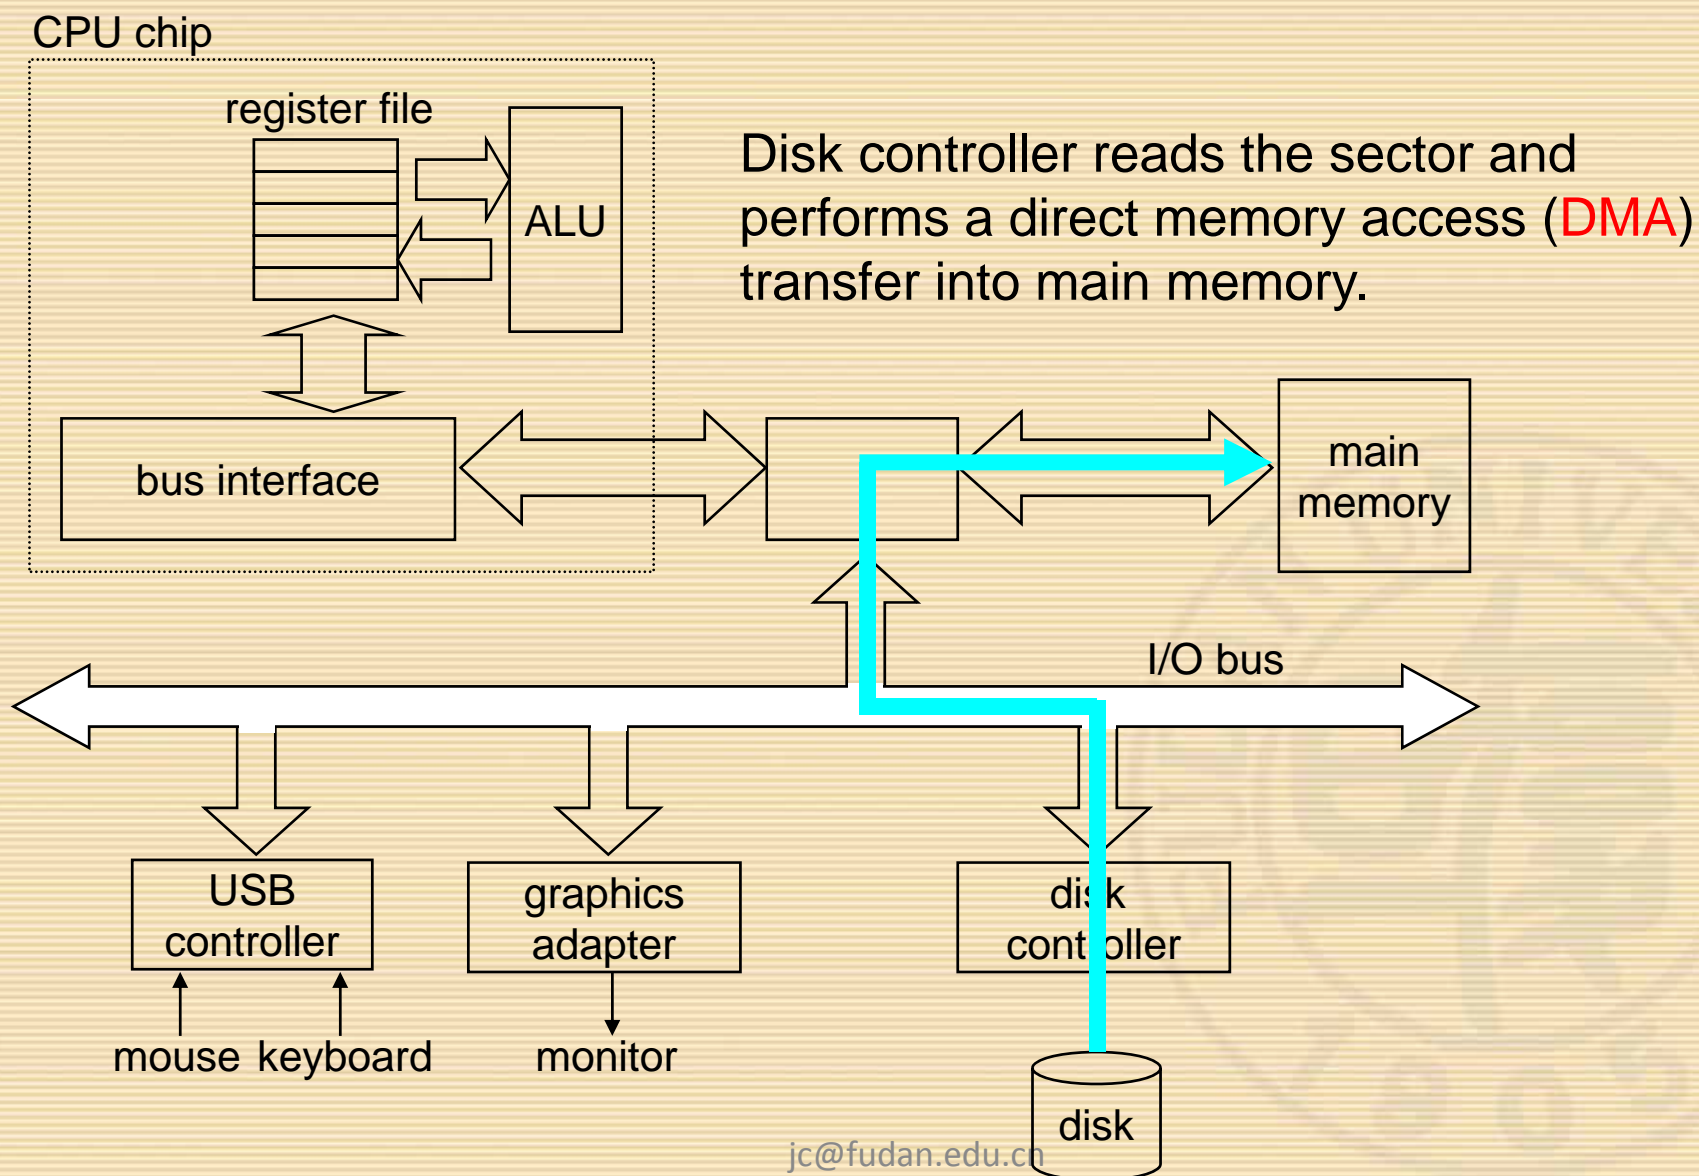 CPU chip
register file
ALU
Disk controller reads the sector and
performs a direct memory access (DMA)
transfer into main memory.
bus interface
main
memory
I/O bus
USB
controller
graphics
adapter
disk
controller
mouse keyboard
monitor
disk
jc@fudan.edu.cn